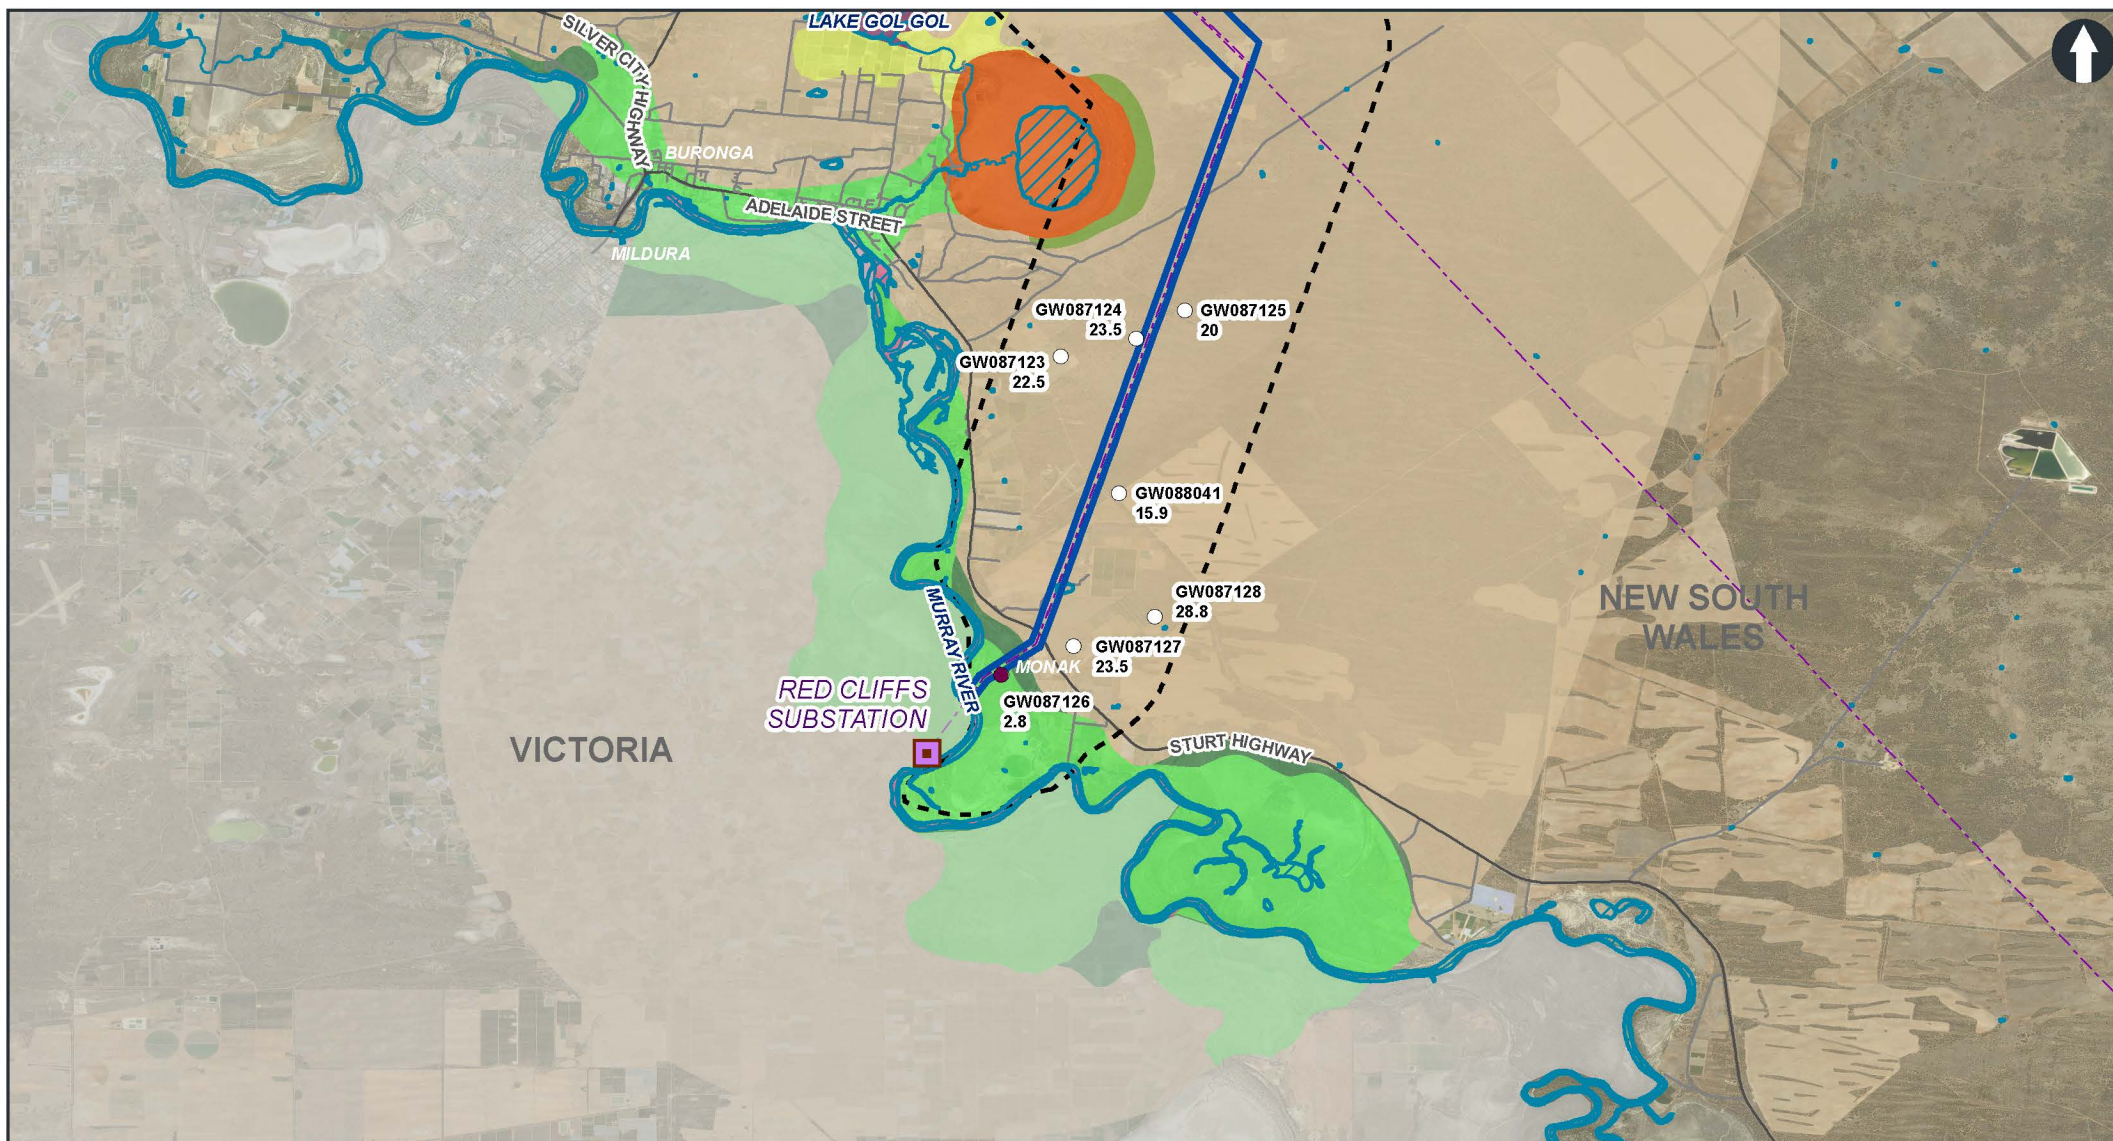 LAKE GOL GOL
SILVER CITY HIGHWAY
BURONGA
ADELAIDE STREET
MILDURA
GW087124
23.5
GW087125
20
GW087123
22.5
GW088041
15.9
GW087128
28.8
NEW SOUTH
WALES
MURRAY RIVER
GW087127
23.5
MONAK
RED CLIFFS
SUBSTATION
GW087126
2.8
VICTORIA
STURT HIGHWAY